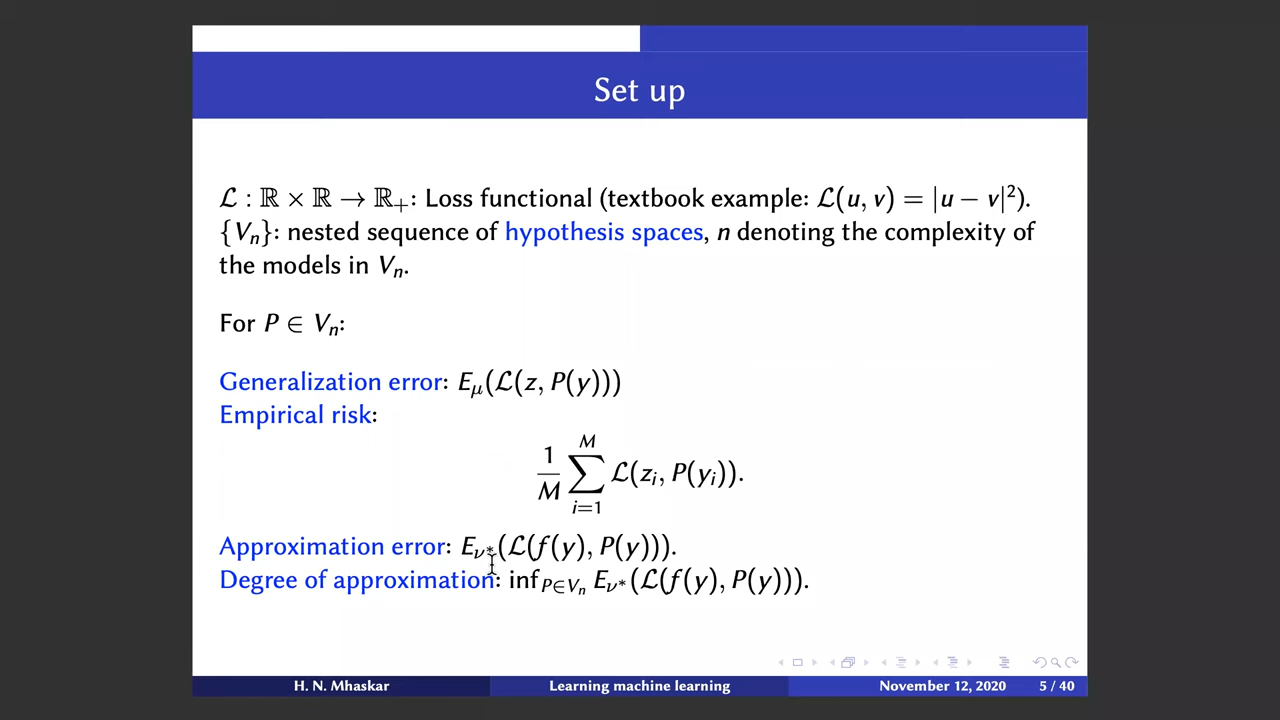 Set up
ℒ : ℝ × ℝ → ℝ₊: Loss functional (textbook example: ℒ(u, v) = |u − v|²).
{Vₙ}: nested sequence of hypothesis spaces, n denoting the complexity of
the models in Vₙ.
For P ∈ Vₙ:
Generalization error: E_μ(ℒ(z, P(y)))
Empirical risk:
1/M ∑_{i=1}^{M} ℒ(z_i, P(y_i)).
Approximation error: E_{ν*}(ℒ(f(y), P(y))).
Degree of approximation: inf_{P∈Vₙ} E_{ν*}(ℒ(f(y), P(y))).
H. N. Mhaskar Learning machine learning November 12, 2020 5 / 40